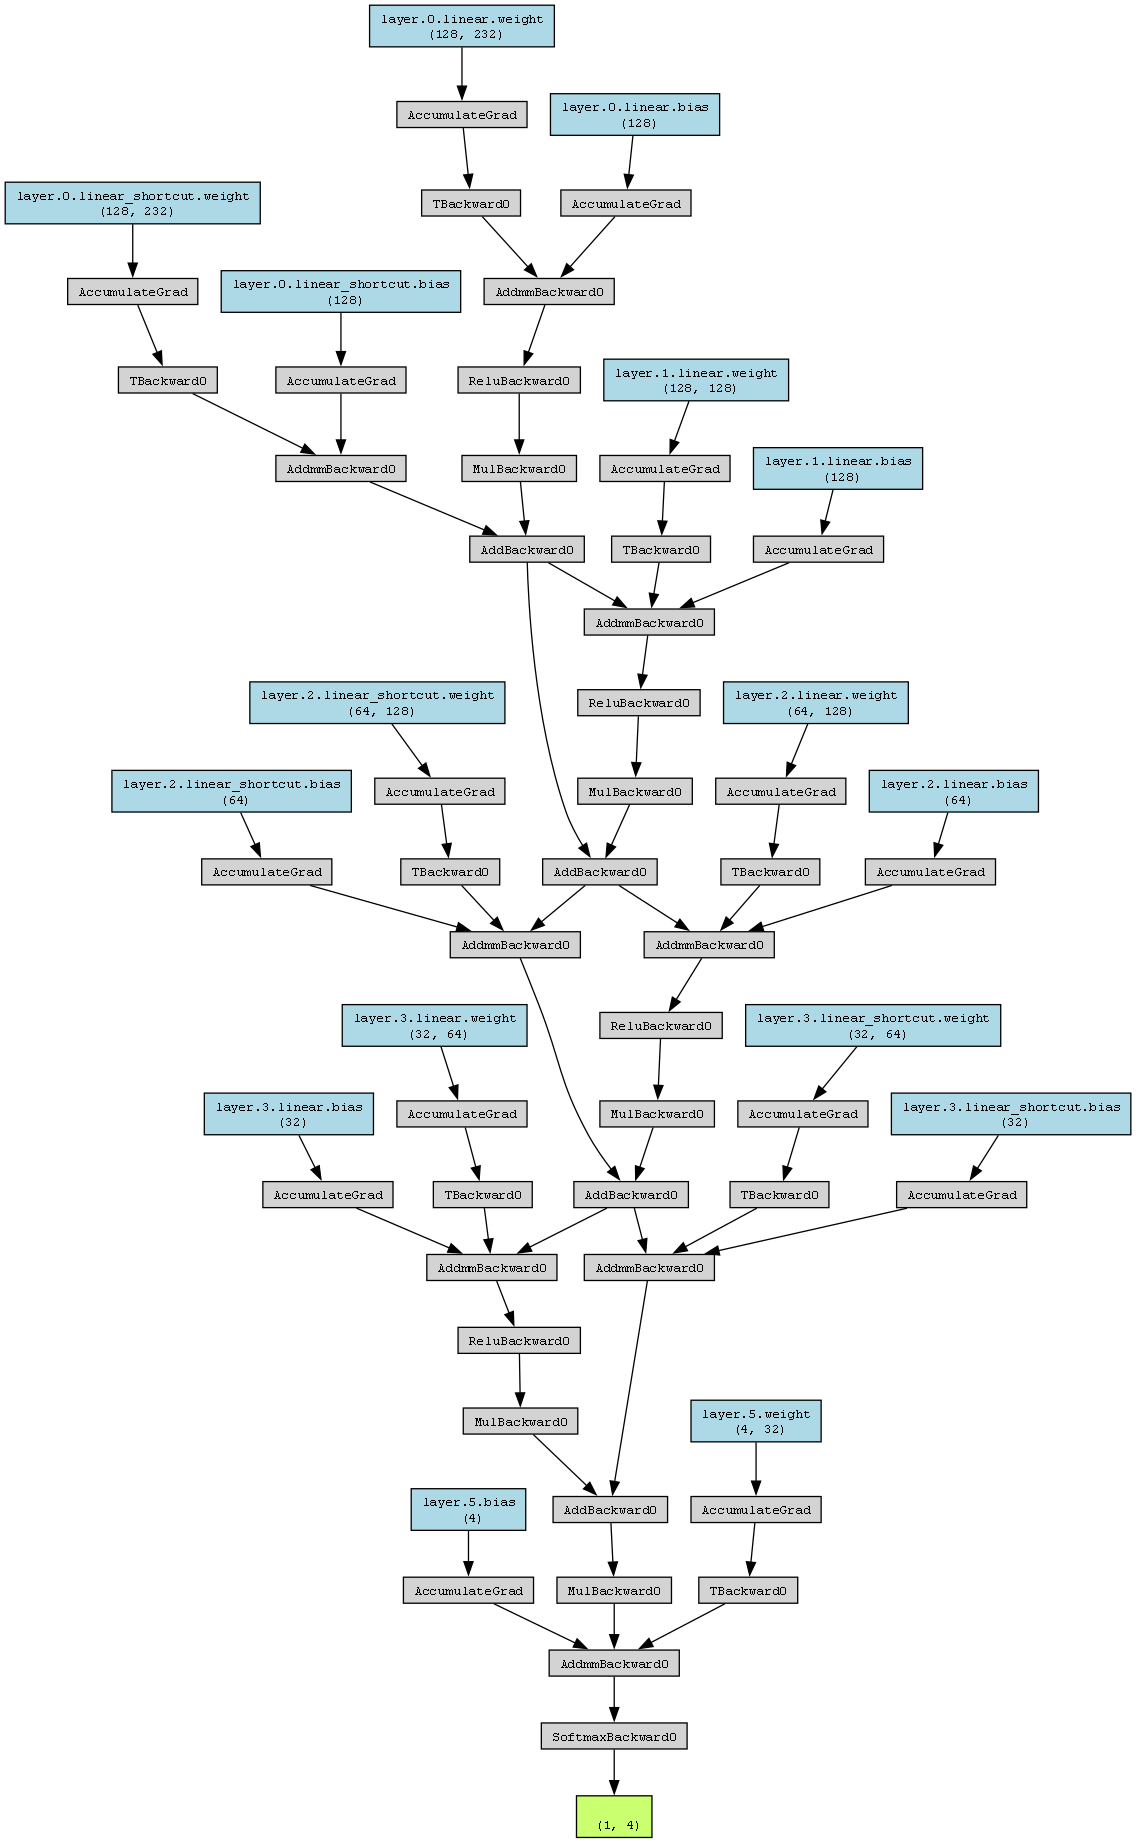 layer.0.linear.weight
(128, 232)
AccumulateGrad
layer.0.linear.bias
(128)
layer.0.linear_shortcut.weight
(128, 232)
TBackward0
AccumulateGrad
AccumulateGrad
layer.0.linear_shortcut.bias
(128)
AddmmBackward0
TBackward0
AccumulateGrad
ReluBackward0
layer.1.linear.weight
(128, 128)
AddmmBackward0
MulBackward0
AccumulateGrad
layer.1.linear.bias
(128)
AddBackward0
TBackward0
AccumulateGrad
AddmmBackward0
layer.2.linear_shortcut.weight
(64, 128)
ReluBackward0
layer.2.linear.weight
(64, 128)
layer.2.linear_shortcut.bias
(64)
AccumulateGrad
MulBackward0
AccumulateGrad
layer.2.linear.bias
(64)
AccumulateGrad
TBackward0
AddBackward0
TBackward0
AccumulateGrad
AddmmBackward0
AddmmBackward0
layer.3.linear.weight
(32, 64)
ReluBackward0
layer.3.linear_shortcut.weight
(32, 64)
layer.3.linear.bias
(32)
AccumulateGrad
MulBackward0
AccumulateGrad
layer.3.linear_shortcut.bias
(32)
AccumulateGrad
TBackward0
AddBackward0
TBackward0
AccumulateGrad
AddmmBackward0
AddmmBackward0
ReluBackward0
MulBackward0
layer.5.weight
(4, 32)
layer.5.bias
(4)
AddBackward0
AccumulateGrad
AccumulateGrad
MulBackward0
TBackward0
AddmmBackward0
SoftmaxBackward0
(1, 4)